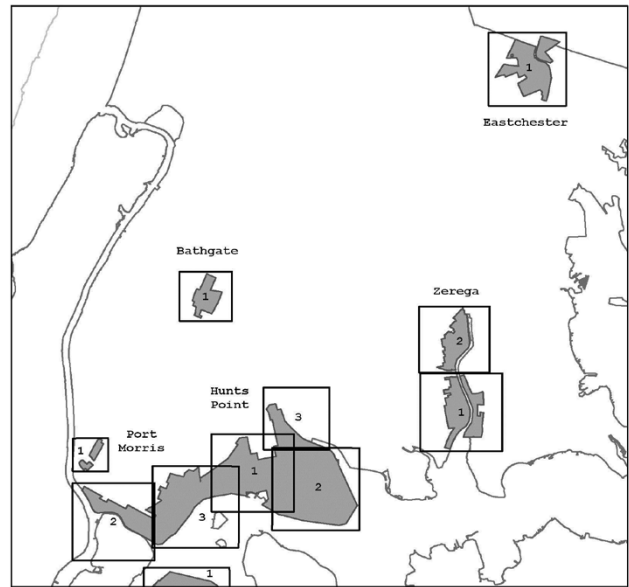 1
Eastchester
Bathgate
1
Zerega
2
Hunts
Point
3
1
Port
Morris
1
1
2
2
3
1